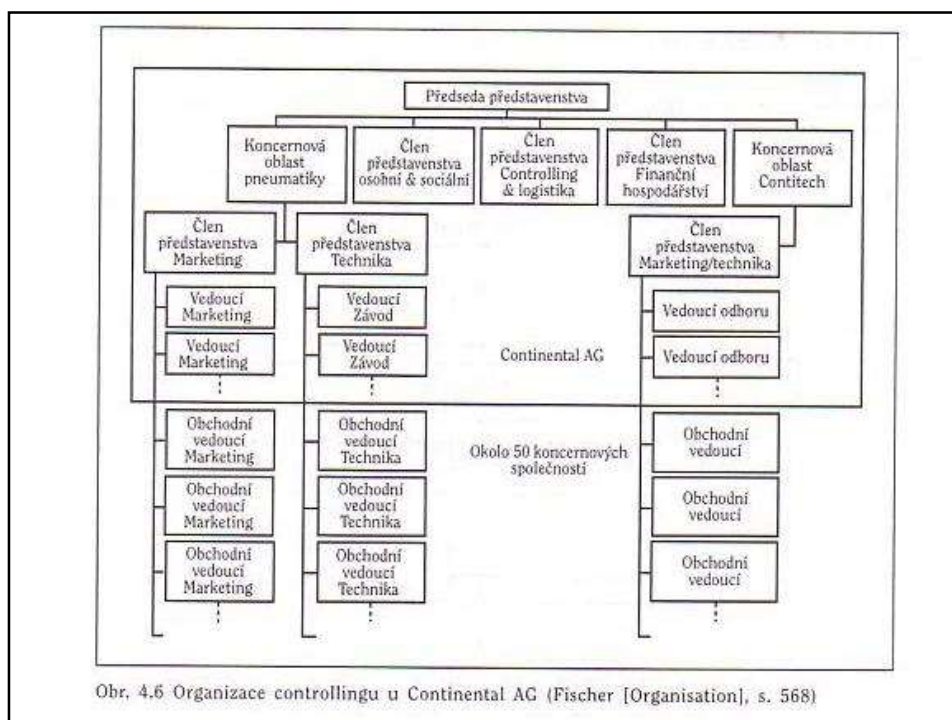 Předseda představenstva
Koncernová
oblast
pneumatiky
Člen
představenstva
osobní & sociální
Člen
představenstva
Controlling
& logistika
Člen
představenstva
Finanční
hospodářství
Koncernová
oblast
Contitech
Člen
představenstva
Marketing
Člen
představenstva
Technika
Člen
představenstva
Marketing/technika
Vedoucí
Marketing
Vedoucí
Marketing
Vedoucí
Závod
Vedoucí
Závod
Continental AG
Vedoucí odboru
Vedoucí odboru
Obchodní
vedoucí
Marketing
Obchodní
vedoucí
Marketing
Obchodní
vedoucí
Marketing
Obchodní
vedoucí
Technika
Obchodní
vedoucí
Technika
Obchodní
vedoucí
Technika
Okolo 50 koncernových
společností
Obchodní
vedoucí
Obchodní
vedoucí
Obchodní
vedoucí
Obr. 4.6 Organizace controllingu u Continental AG (Fischer [Organisation], s. 568)